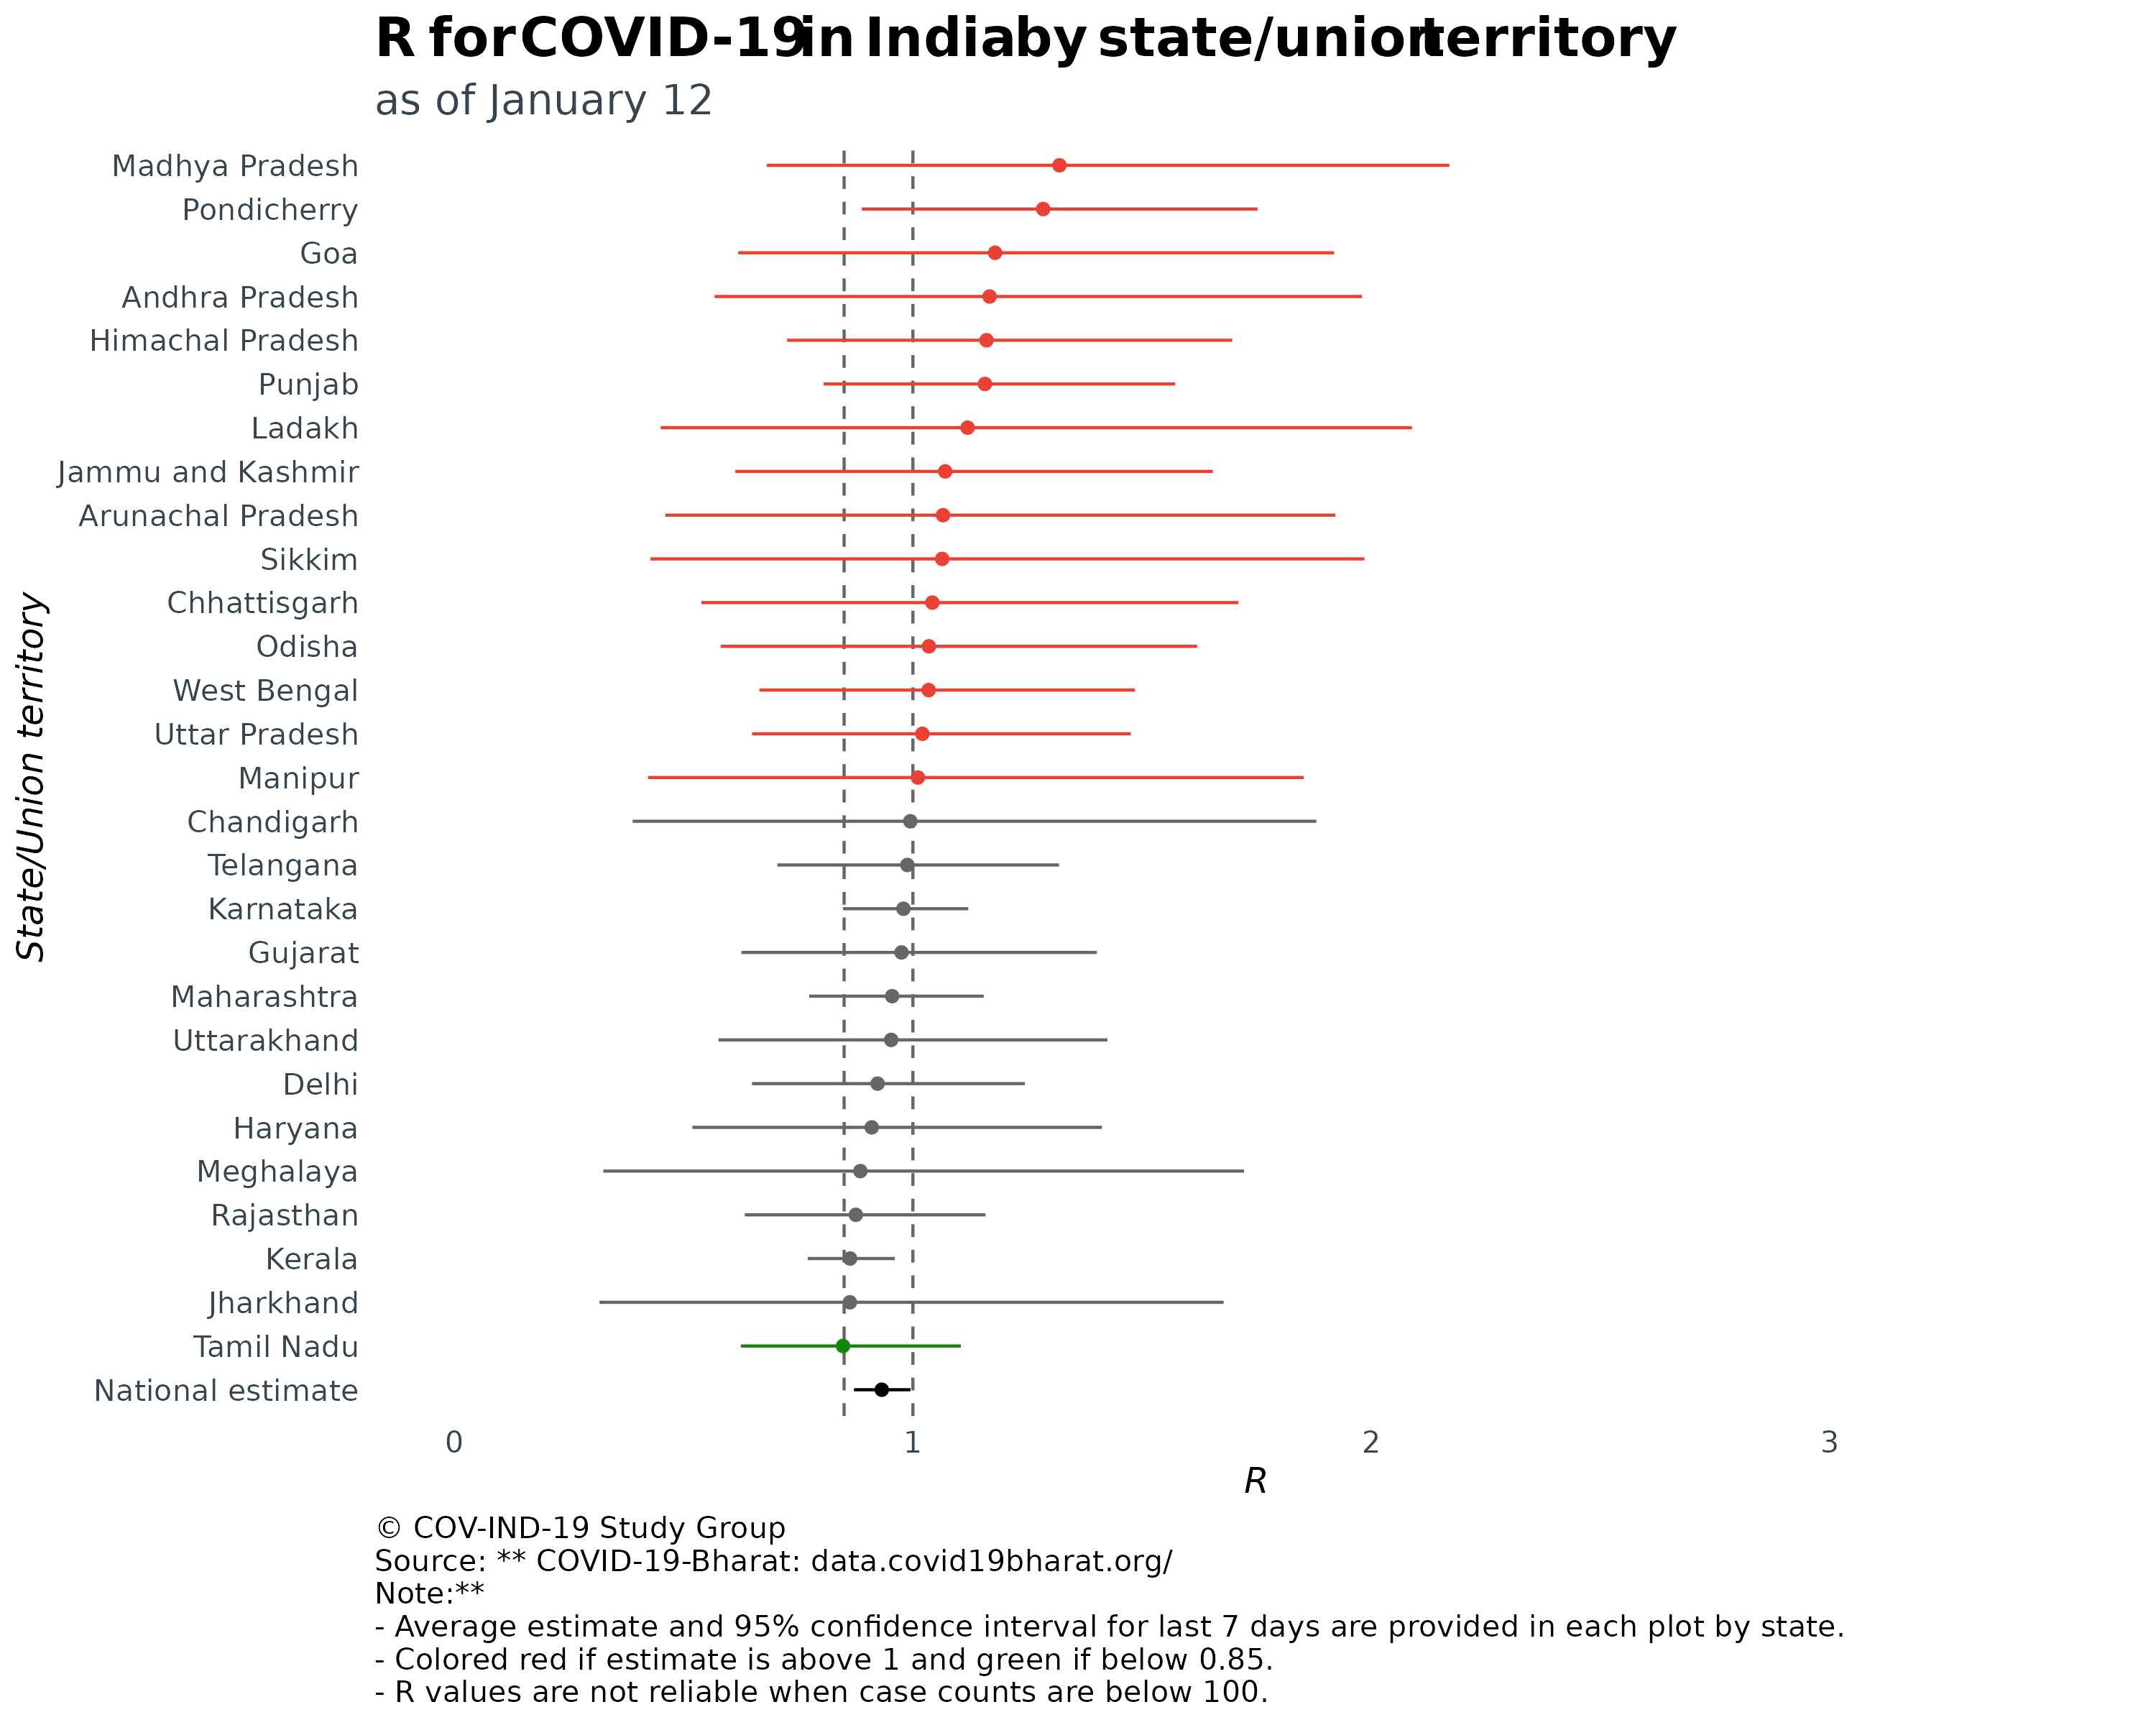 R for COVID-19 in India by state/union territory
as of January 12
Madhya Pradesh
Pondicherry
Goa
Andhra Pradesh
Himachal Pradesh
Punjab
Ladakh
Jammu and Kashmir
Arunachal Pradesh
Sikkim
Chhattisgarh
Odisha
West Bengal
Uttar Pradesh
Manipur
Chandigarh
Telangana
Karnataka
Gujarat
Maharashtra
Uttarakhand
Delhi
Haryana
Meghalaya
Rajasthan
Kerala
Jharkhand
Tamil Nadu
National estimate
State/Union territory
0 1 2 3
R
© COV-IND-19 Study Group
Source: ** COVID-19-Bharat: data.covid19bharat.org/
Note:**
- Average estimate and 95% confidence interval for last 7 days are provided in each plot by state.
- Colored red if estimate is above 1 and green if below 0.85.
- R values are not reliable when case counts are below 100.